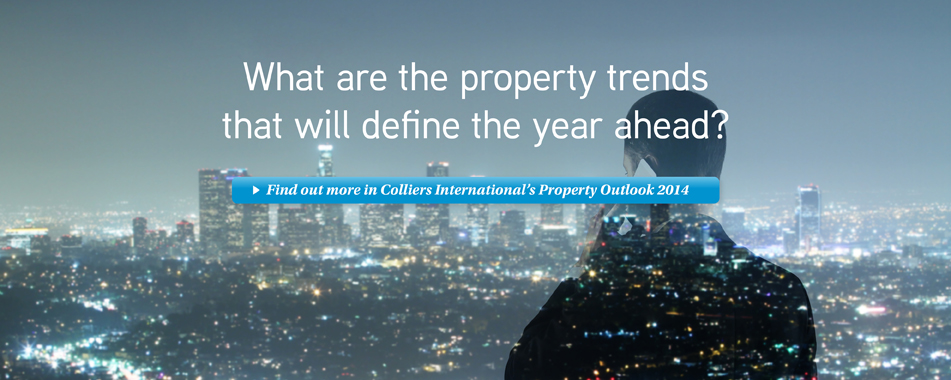 What are the property trends
that will define the year ahead?
Find out more in Colliers International's Property Outlook 2014